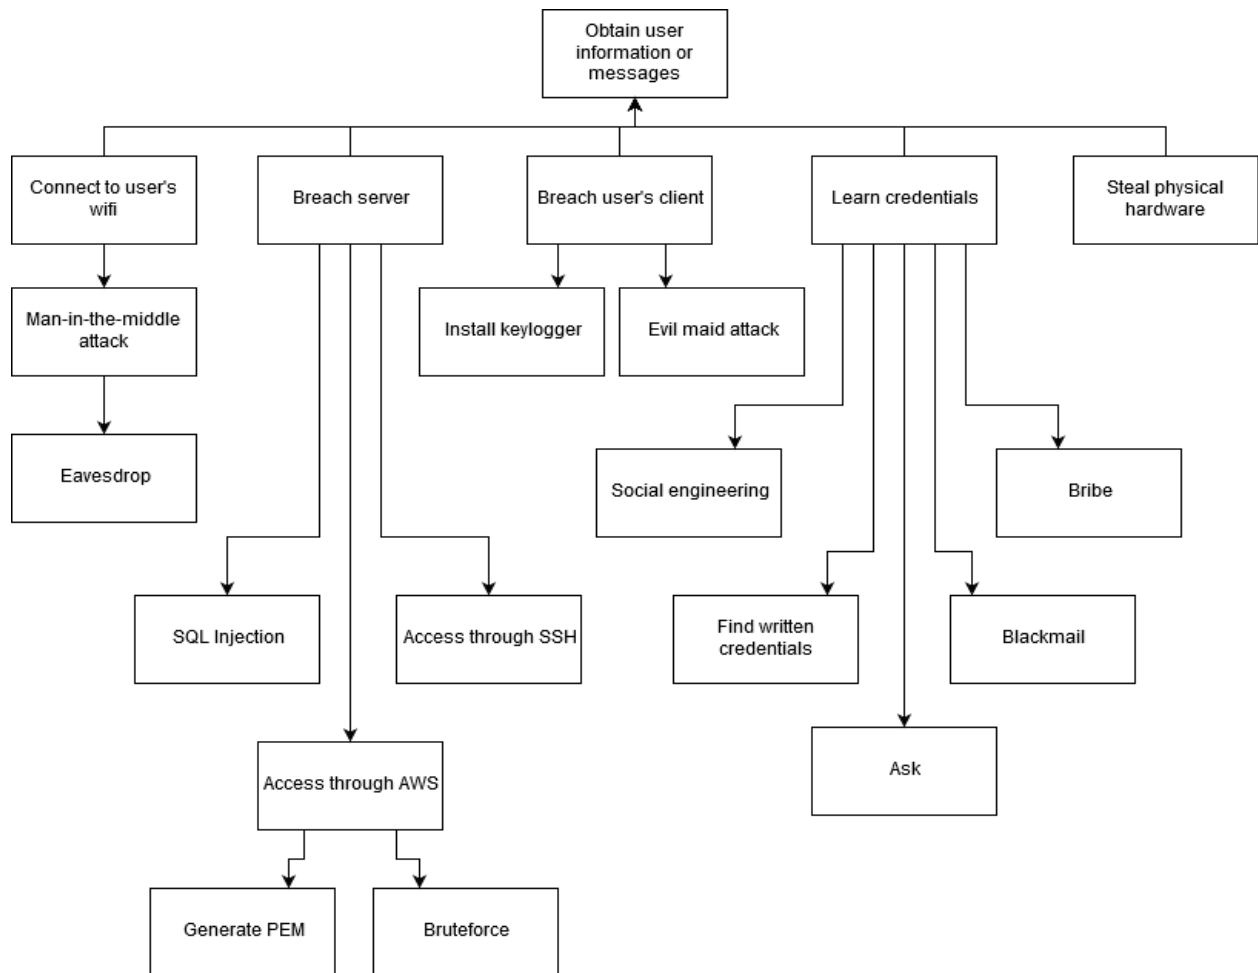 Obtain user
information or
messages
Connect to user's
wifi
Breach server
Breach user's client
Learn credentials
Steal physical
hardware
Man-in-the-middle
attack
Install keylogger
Evil maid attack
Eavesdrop
Social engineering
Bribe
SQL Injection
Access through SSH
Find written
credentials
Blackmail
Access through AWS
Ask
Generate PEM
Bruteforce